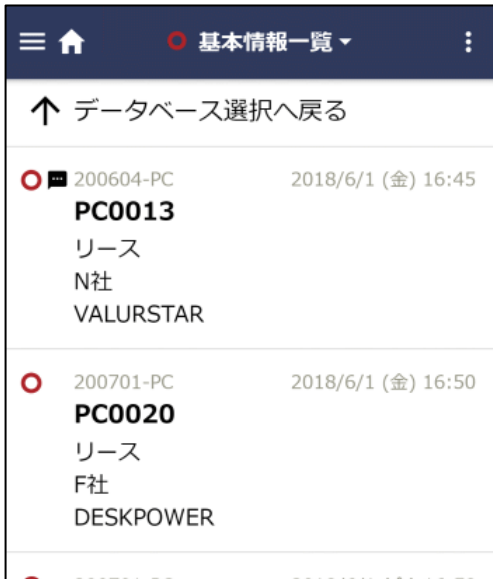 基本情報一覧
データベース選択へ戻る
200604-PC 2018/6/1 (金) 16:45
PC0013
リース
N社
VALURSTAR
200701-PC 2018/6/1 (金) 16:50
PC0020
リース
F社
DESKPOWER